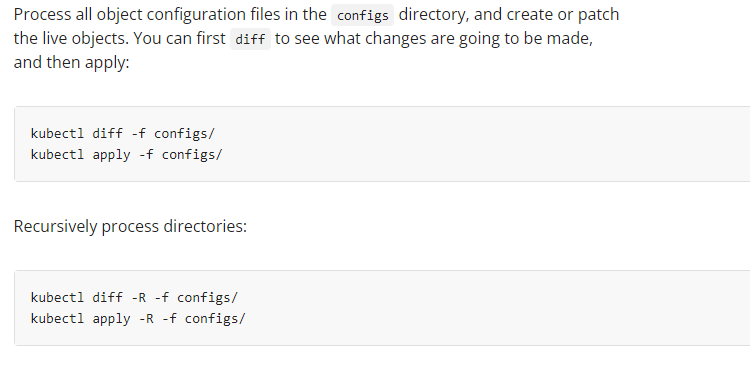 Process all object configuration files in the configs directory, and create or patch
the live objects. You can first diff to see what changes are going to be made,
and then apply:
kubectl diff -f configs/
kubectl apply -f configs/
Recursively process directories:
kubectl diff -R -f configs/
kubectl apply -R -f configs/